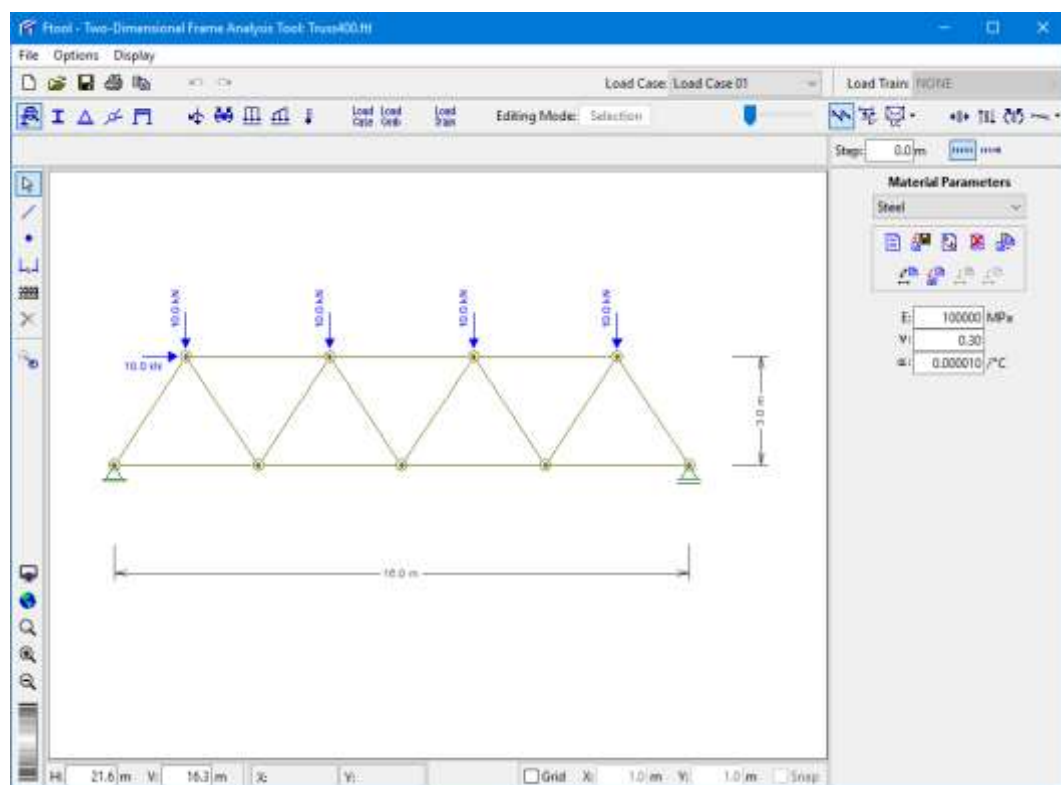 Ftool - Two-Dimensional Frame Analysis Tool: Truss400.ftl
File Options Display
Load Case: Load Case 01 Load Train: NONE
Load Case Load Comb Load Train Editing Mode: Selection
Step: 0.0 m
Material Parameters
Steel
E: 100000 MPa
ν: 0.30
α: 0.000010 /°C
10.0 kN 10.0 kN 10.0 kN 10.0 kN
10.0 kN
3.0 m
16.0 m
H: 21.6 m V: 16.3 m X: Y: Grid X: 1.0 m Y: 1.0 m Snap